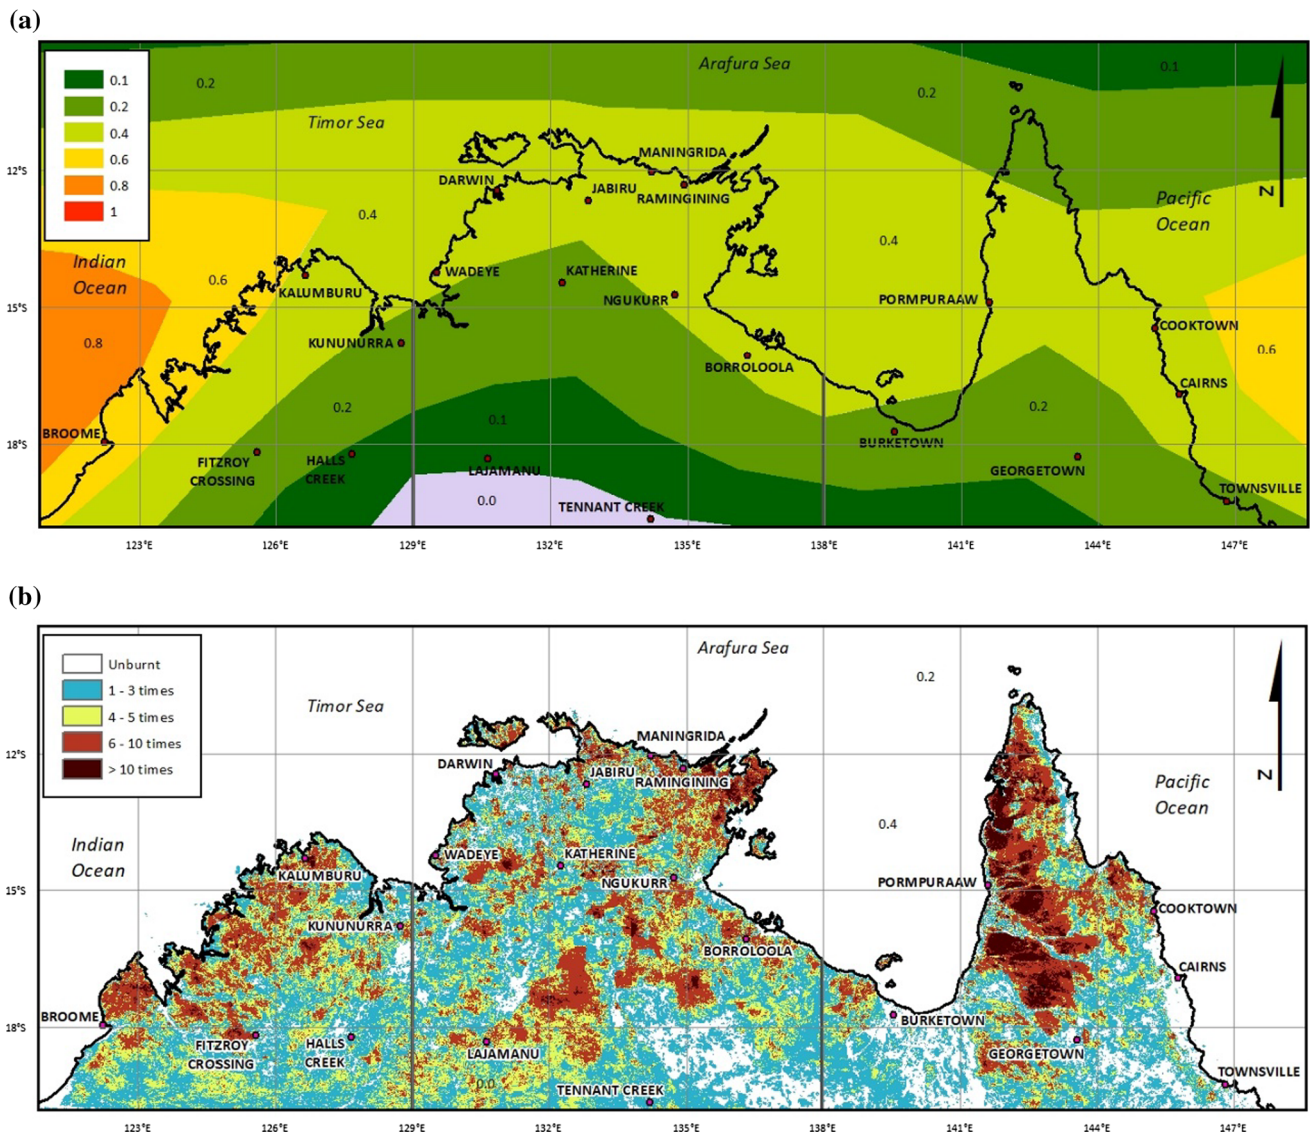 (a)
0.1
0.2
0.4
0.6
0.8
1
0.2
Arafura Sea
0.2
0.1
Timor Sea
12°S
MANINGRIDA
DARWIN
JABIRU
RAMINGINING
N
Pacific
Ocean
0.4
0.4
Indian
Ocean
0.6
WADEYE
KATHERINE
KALUMBURU
NGUKURR
PORMPURAAW
15°S
COOKTOWN
0.8
KUNUNURRA
0.6
BORROLOOLA
CAIRNS
0.2
0.1
0.2
BROOME
18°S
BURKETOWN
FITZROY
CROSSING
HALLS
CREEK
LAJAMANU
GEORGETOWN
0.0
TENNANT CREEK
TOWNSVILLE
123°E
126°E
129°E
132°E
135°E
138°E
141°E
144°E
147°E
(b)
Unburnt
1 - 3 times
4 - 5 times
6 - 10 times
> 10 times
Arafura Sea
0.2
Timor Sea
12°S
MANINGRIDA
DARWIN
JABIRU
RAMINGINING
N
Pacific
Ocean
0.4
Indian
Ocean
WADEYE
KATHERINE
KALUMBURU
NGUKURR
PORMPURAAW
15°S
COOKTOWN
KUNUNURRA
BORROLOOLA
CAIRNS
BROOME
18°S
BURKETOWN
FITZROY
CROSSING
HALLS
CREEK
LAJAMANU
GEORGETOWN
0.0
TENNANT CREEK
TOWNSVILLE
123°E
126°E
129°E
132°E
135°E
138°E
141°E
144°E
147°E